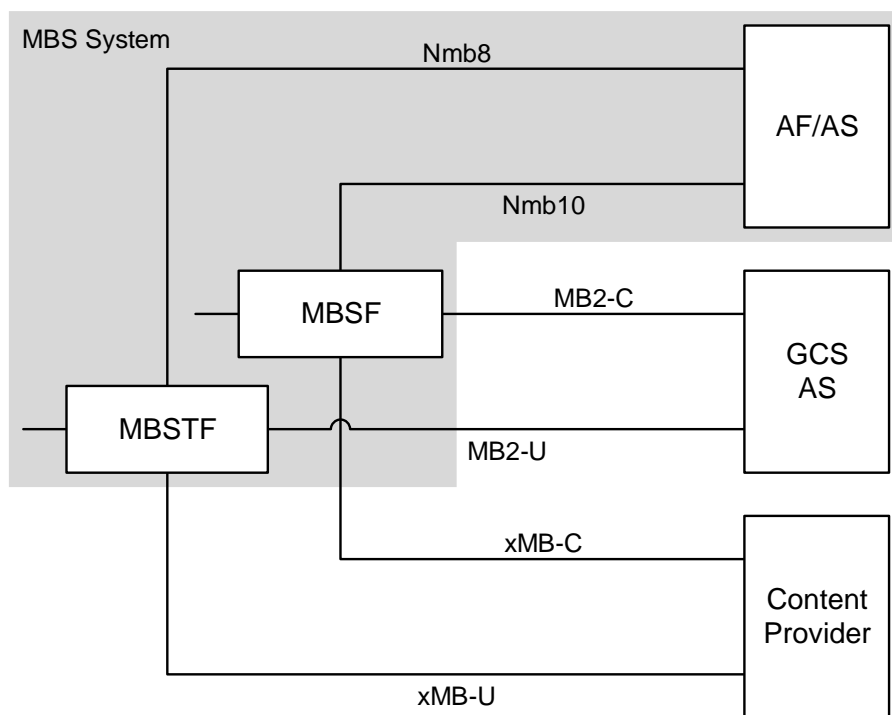 MBS System
Nmb8
AF/AS
Nmb10
MBSF
MB2-C
GCS
AS
MBSTF
MB2-U
xMB-C
Content
Provider
xMB-U